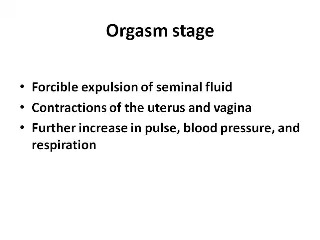 Orgasm stage
• Forcible expulsion of seminal fluid
• Contractions of the uterus and vagina
• Further increase in pulse, blood pressure, and
respiration